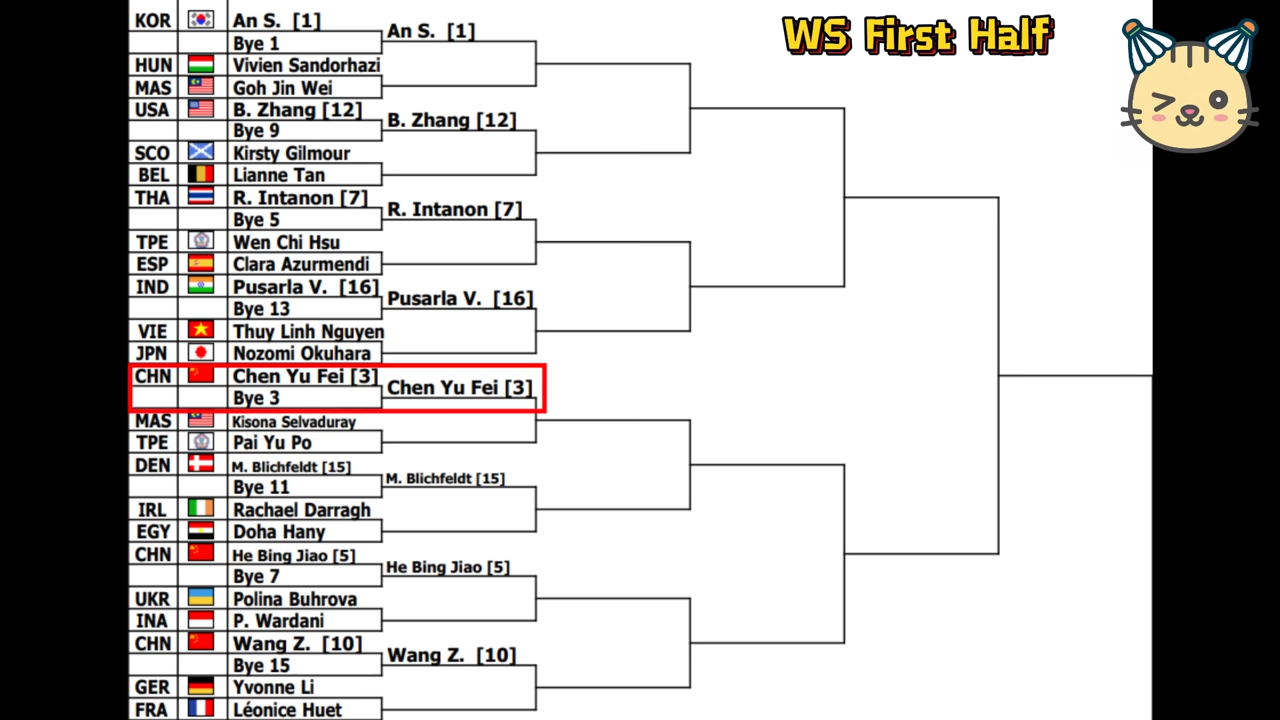 WS First Half
KOR An S. [1]
An S. [1]
Bye 1
HUN Vivien Sandorhazi
MAS Goh Jin Wei
USA B. Zhang [12]
B. Zhang [12]
Bye 9
SCO Kirsty Gilmour
BEL Lianne Tan
THA R. Intanon [7]
R. Intanon [7]
Bye 5
TPE Wen Chi Hsu
ESP Clara Azurmendi
IND Pusarla V. [16]
Pusarla V. [16]
Bye 13
VIE Thuy Linh Nguyen
JPN Nozomi Okuhara
CHN Chen Yu Fei [3]
Chen Yu Fei [3]
Bye 3
MAS Kisona Selvaduray
TPE Pai Yu Po
DEN M. Blichfeldt [15]
M. Blichfeldt [15]
Bye 11
IRL Rachael Darragh
EGY Doha Hany
CHN He Bing Jiao [5]
He Bing Jiao [5]
Bye 7
UKR Polina Buhrova
INA P. Wardani
CHN Wang Z. [10]
Wang Z. [10]
Bye 15
GER Yvonne Li
FRA Léonice Huet